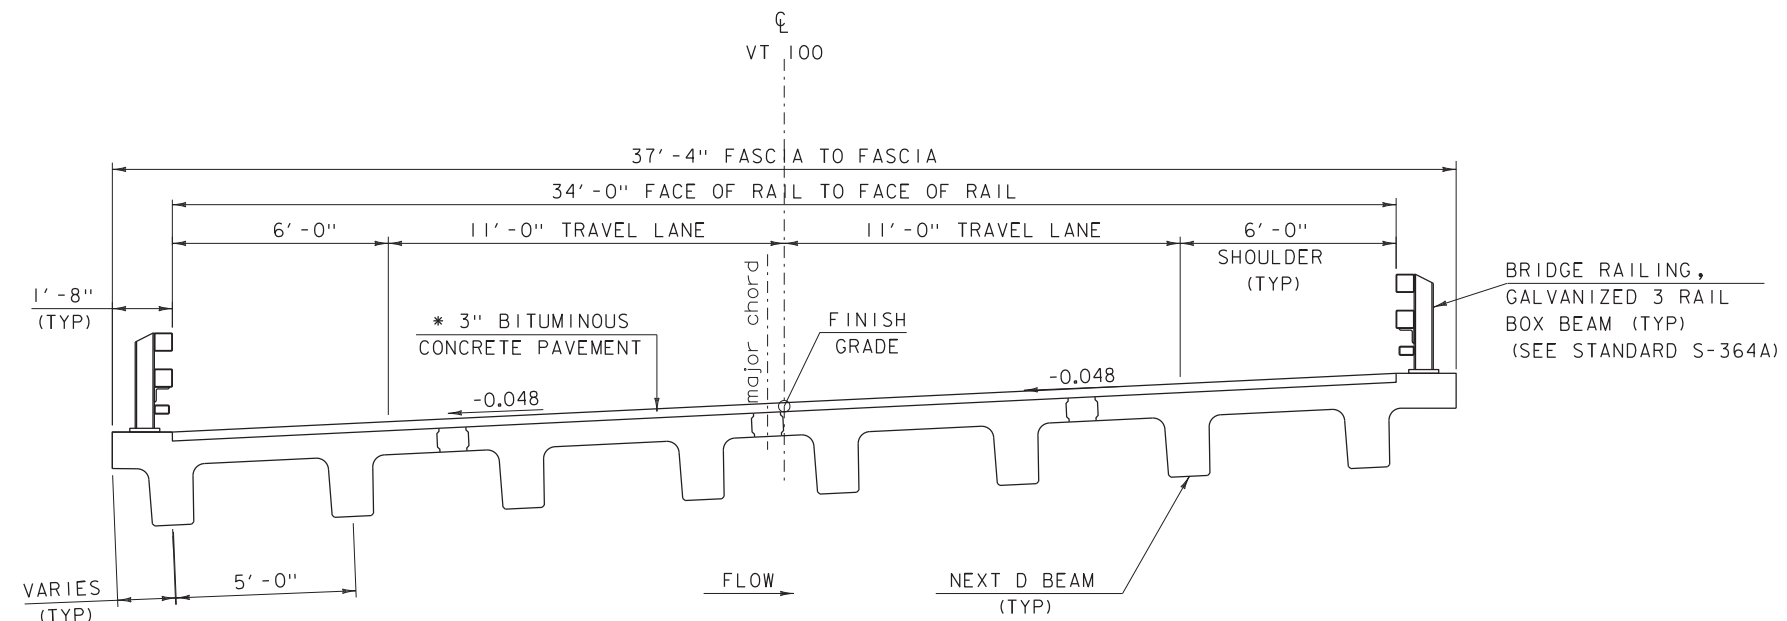 ℄
VT 100
37'-4" FASCIA TO FASCIA
34'-0" FACE OF RAIL TO FACE OF RAIL
6'-0"
11'-0" TRAVEL LANE
11'-0" TRAVEL LANE
6'-0"
SHOULDER
(TYP)
1'-8"
(TYP)
* 3" BITUMINOUS
CONCRETE PAVEMENT
major chord
FINISH
GRADE
BRIDGE RAILING,
GALVANIZED 3 RAIL
BOX BEAM (TYP)
(SEE STANDARD S-364A)
-0.048
-0.048
VARIES
(TYP)
5'-0"
FLOW
NEXT D BEAM
(TYP)